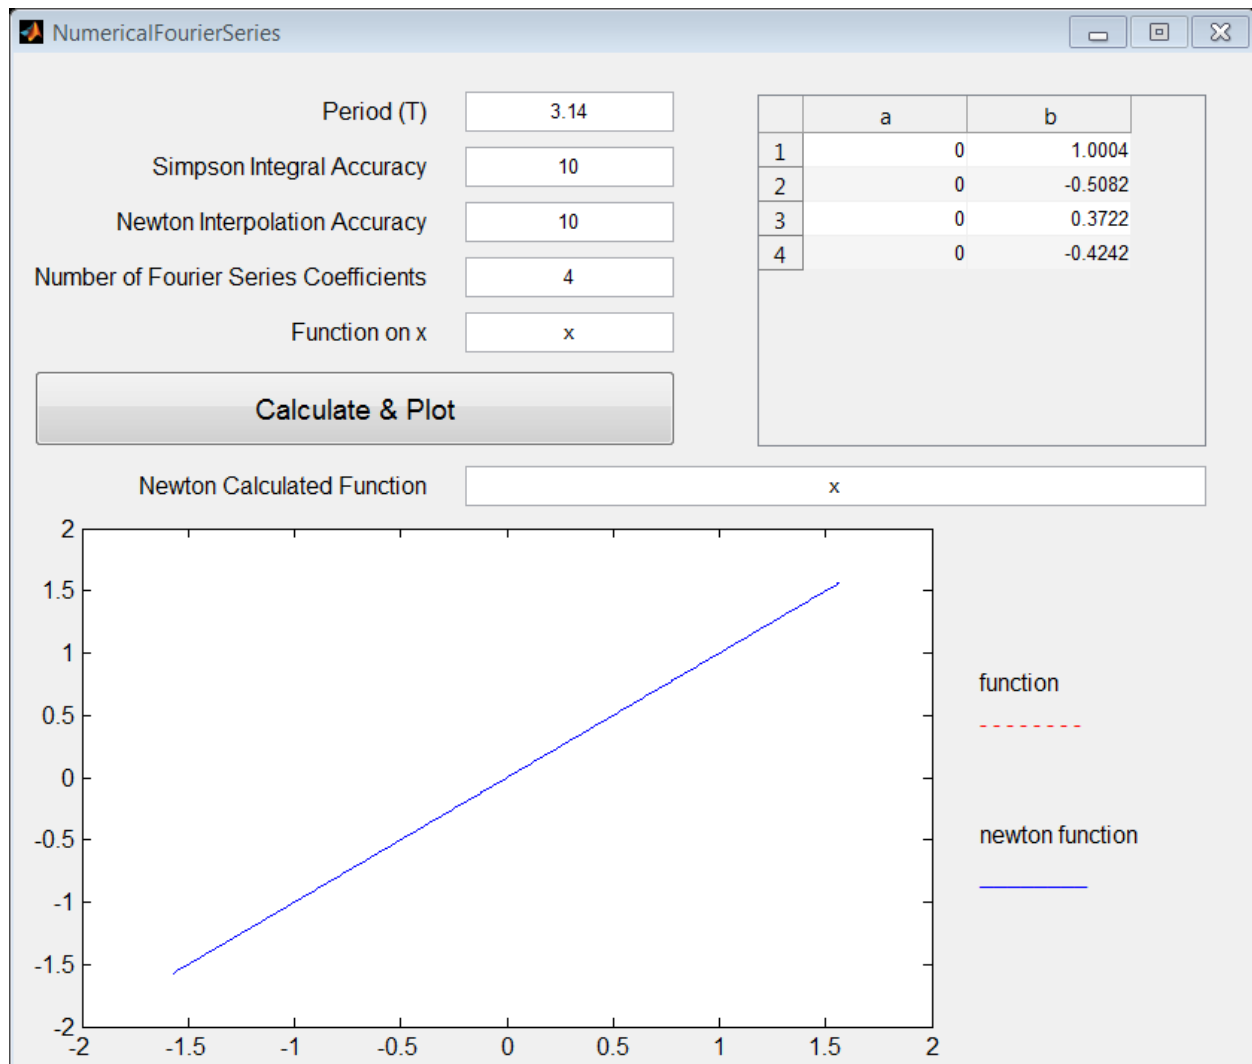 NumericalFourierSeries
Period (T) 3.14
Simpson Integral Accuracy 10
Newton Interpolation Accuracy 10
Number of Fourier Series Coefficients 4
Function on x x
Calculate & Plot
a b
1 0 1.0004
2 0 -0.5082
3 0 0.3722
4 0 -0.4242
Newton Calculated Function x
2
1.5
1
0.5
0
-0.5
-1
-1.5
-2
-2 -1.5 -1 -0.5 0 0.5 1 1.5 2
function
newton function